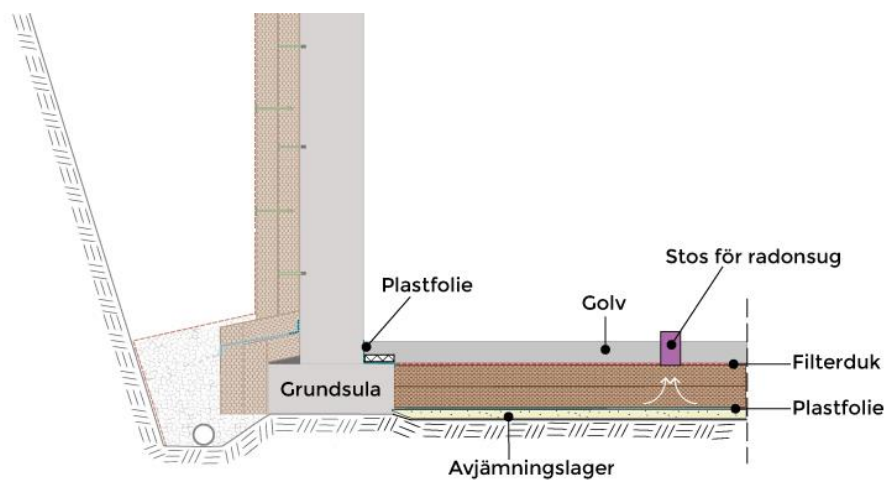 Stos för radonsug
Plastfolie
Golv
Filterduk
Grundsula
Plastfolie
Avjämningslager